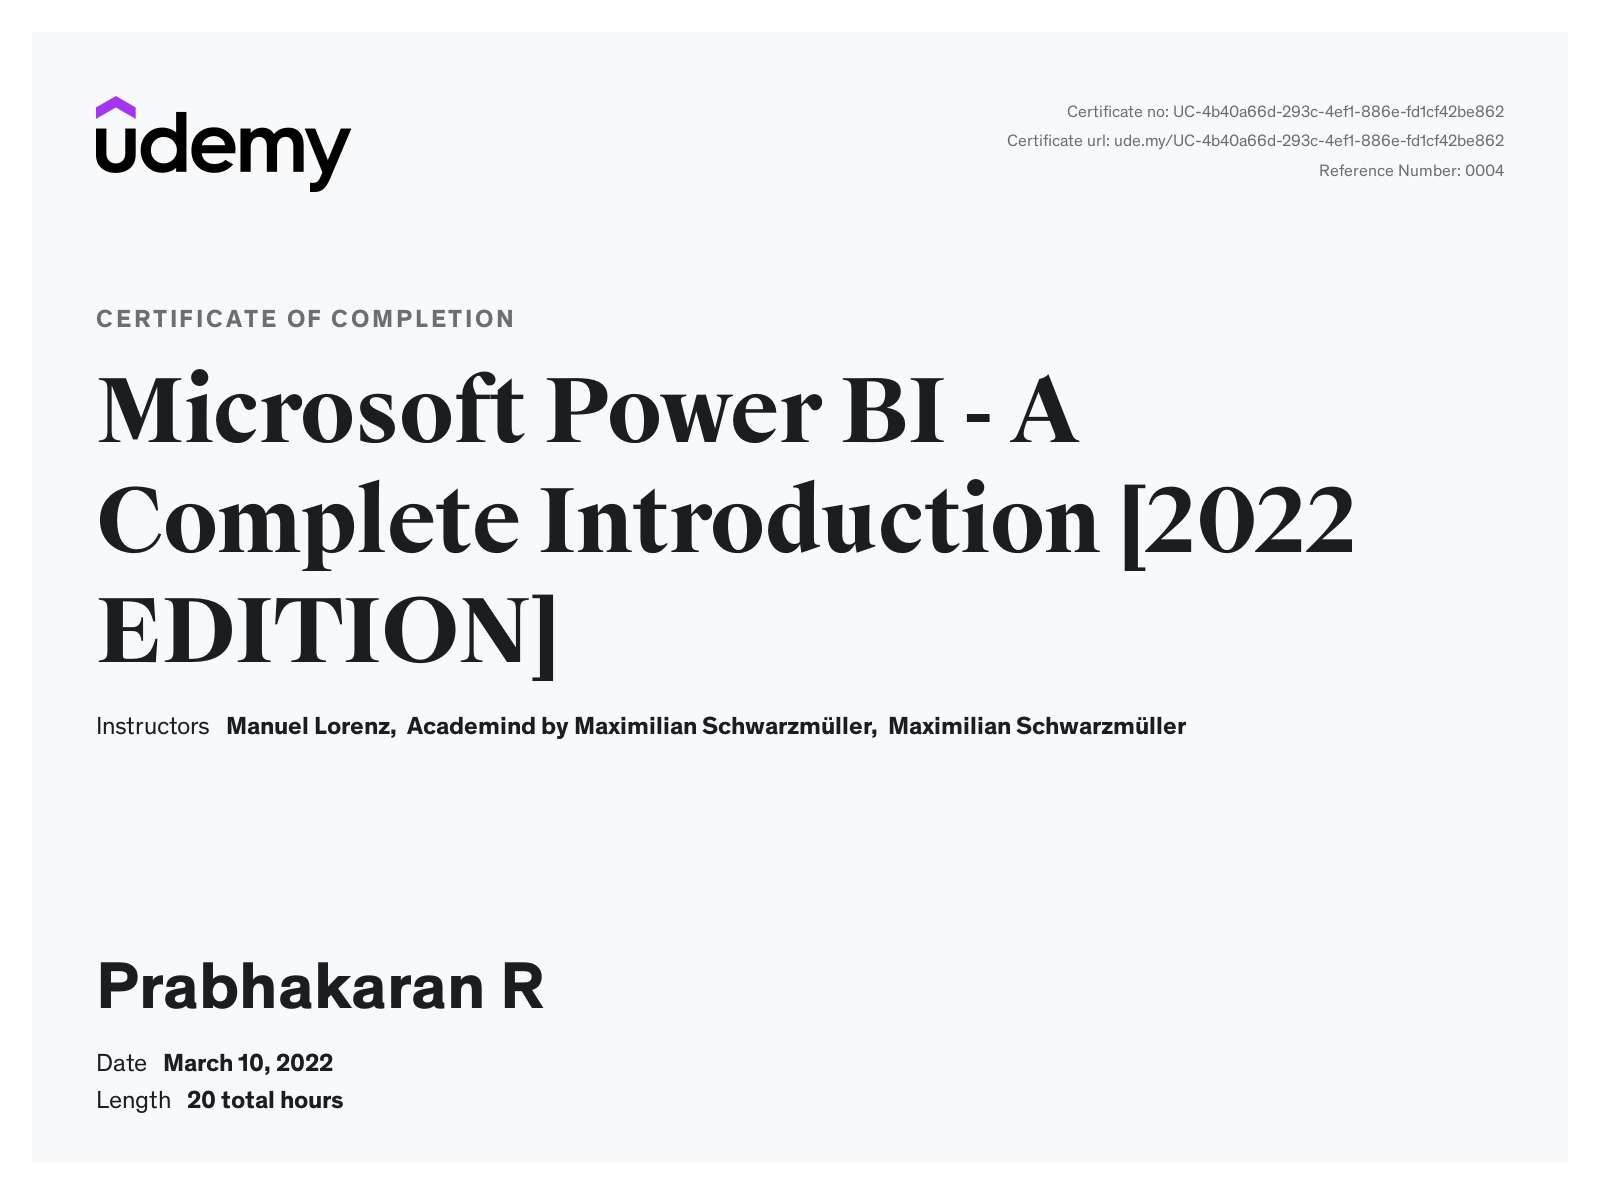 udemy
Certificate no: UC-4b40a66d-293c-4ef1-886e-fd1cf42be862
Certificate url: ude.my/UC-4b40a66d-293c-4ef1-886e-fd1cf42be862
Reference Number: 0004
CERTIFICATE OF COMPLETION
Microsoft Power BI - A
Complete Introduction [2022
EDITION]
Instructors Manuel Lorenz, Academind by Maximilian Schwarzmüller, Maximilian Schwarzmüller
Prabhakaran R
Date March 10, 2022
Length 20 total hours